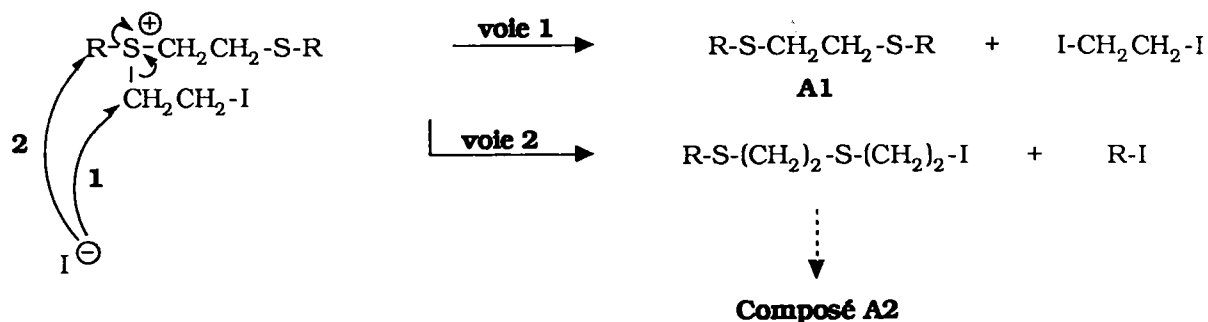 R-S⊕-CH₂CH₂-S-R
CH₂CH₂-I
2
1
I⊖
voie 1
R-S-CH₂CH₂-S-R + I-CH₂CH₂-I
A1
voie 2
R-S-(CH₂)₂-S-(CH₂)₂-I + R-I
Composé A2